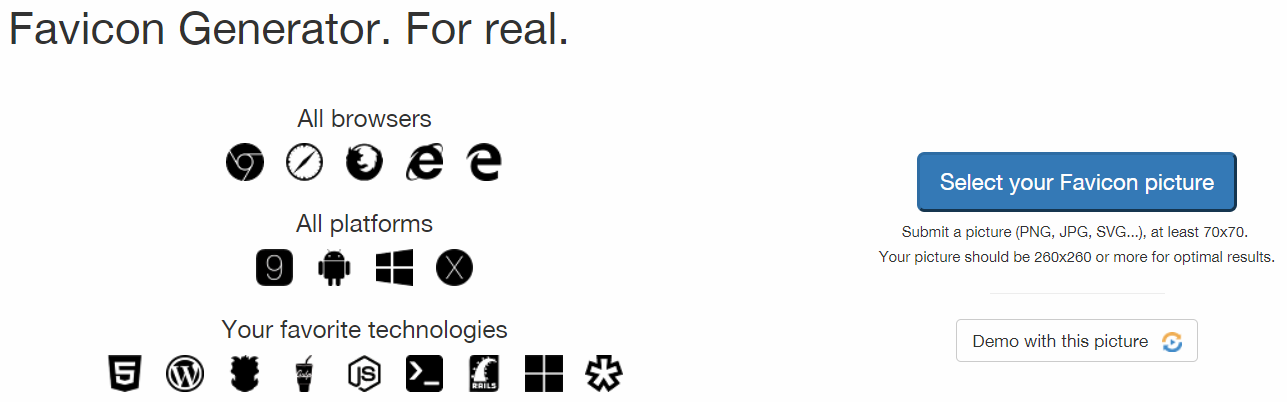 Favicon Generator. For real.
All browsers
All platforms
9
X
Your favorite technologies
5
W
Gulp
JS
>_
RAILS
Select your Favicon picture
Submit a picture (PNG, JPG, SVG...), at least 70x70.
Your picture should be 260x260 or more for optimal results.
Demo with this picture